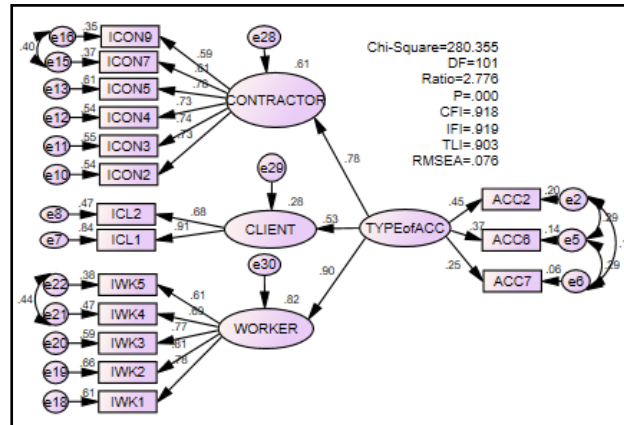 e16 .35 ICON9
.40
e15 .37 ICON7
e13 .61 ICON5
e12 .54 ICON4
e11 .55 ICON3
e10 .54 ICON2
.59
.61
.78
.73
.74
.73
e28
.61
CONTRACTOR
Chi-Square=280.355
DF=101
Ratio=2.776
P=.000
CFI=.918
IFI=.919
TLI=.903
RMSEA=.076
.78
e29
e8 .47 ICL2
e7 .84 ICL1
.68
.91
.28
CLIENT
.53
TYPEofACC
.45 ACC2 .20 e2
.29
.37 ACC6 .14 e5
.29
.25 ACC7 .06 e6
.90
e30
.82
WORKER
e22 .38 IWK5
.44
e21 .47 IWK4
e20 .59 IWK3
e19 .66 IWK2
e18 .61 IWK1
.61
.69
.77
.81
.78